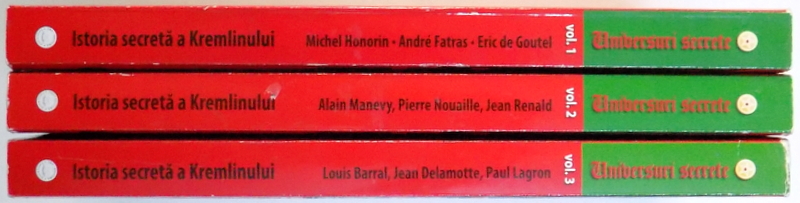 Istoria secretă a Kremlinului Michel Honorin • André Fatras • Eric de Goutel vol. 1 Universuri secrete
Istoria secretă a Kremlinului Alain Manevy, Pierre Nouaille, Jean Renald vol. 2 Universuri secrete
Istoria secretă a Kremlinului Louis Barral, Jean Delamotte, Paul Lagron vol. 3 Universuri secrete